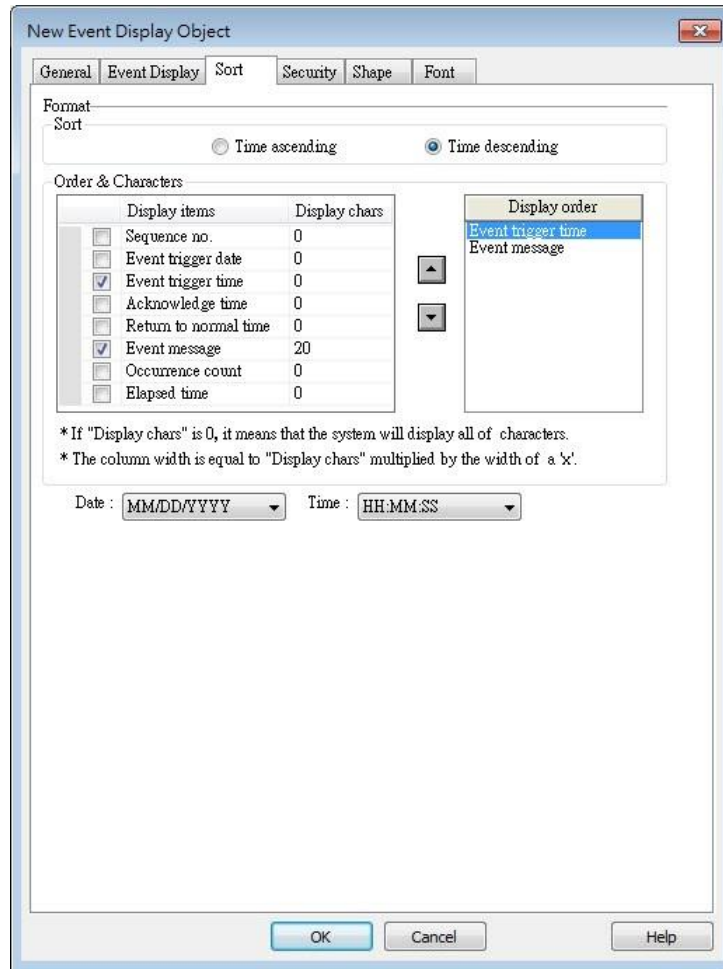 New Event Display Object
General Event Display Sort Security Shape Font
Format
Sort
Time ascending Time descending
Order & Characters
Display items Display chars Display order
Sequence no. 0 Event trigger time
Event trigger date 0 Event message
Event trigger time 0
Acknowledge time 0
Return to normal time 0
Event message 20
Occurrence count 0
Elapsed time 0
* If "Display chars" is 0, it means that the system will display all of characters.
* The column width is equal to "Display chars" multiplied by the width of a 'x'.
Date : MM/DD/YYYY Time : HH:MM:SS
OK Cancel Help